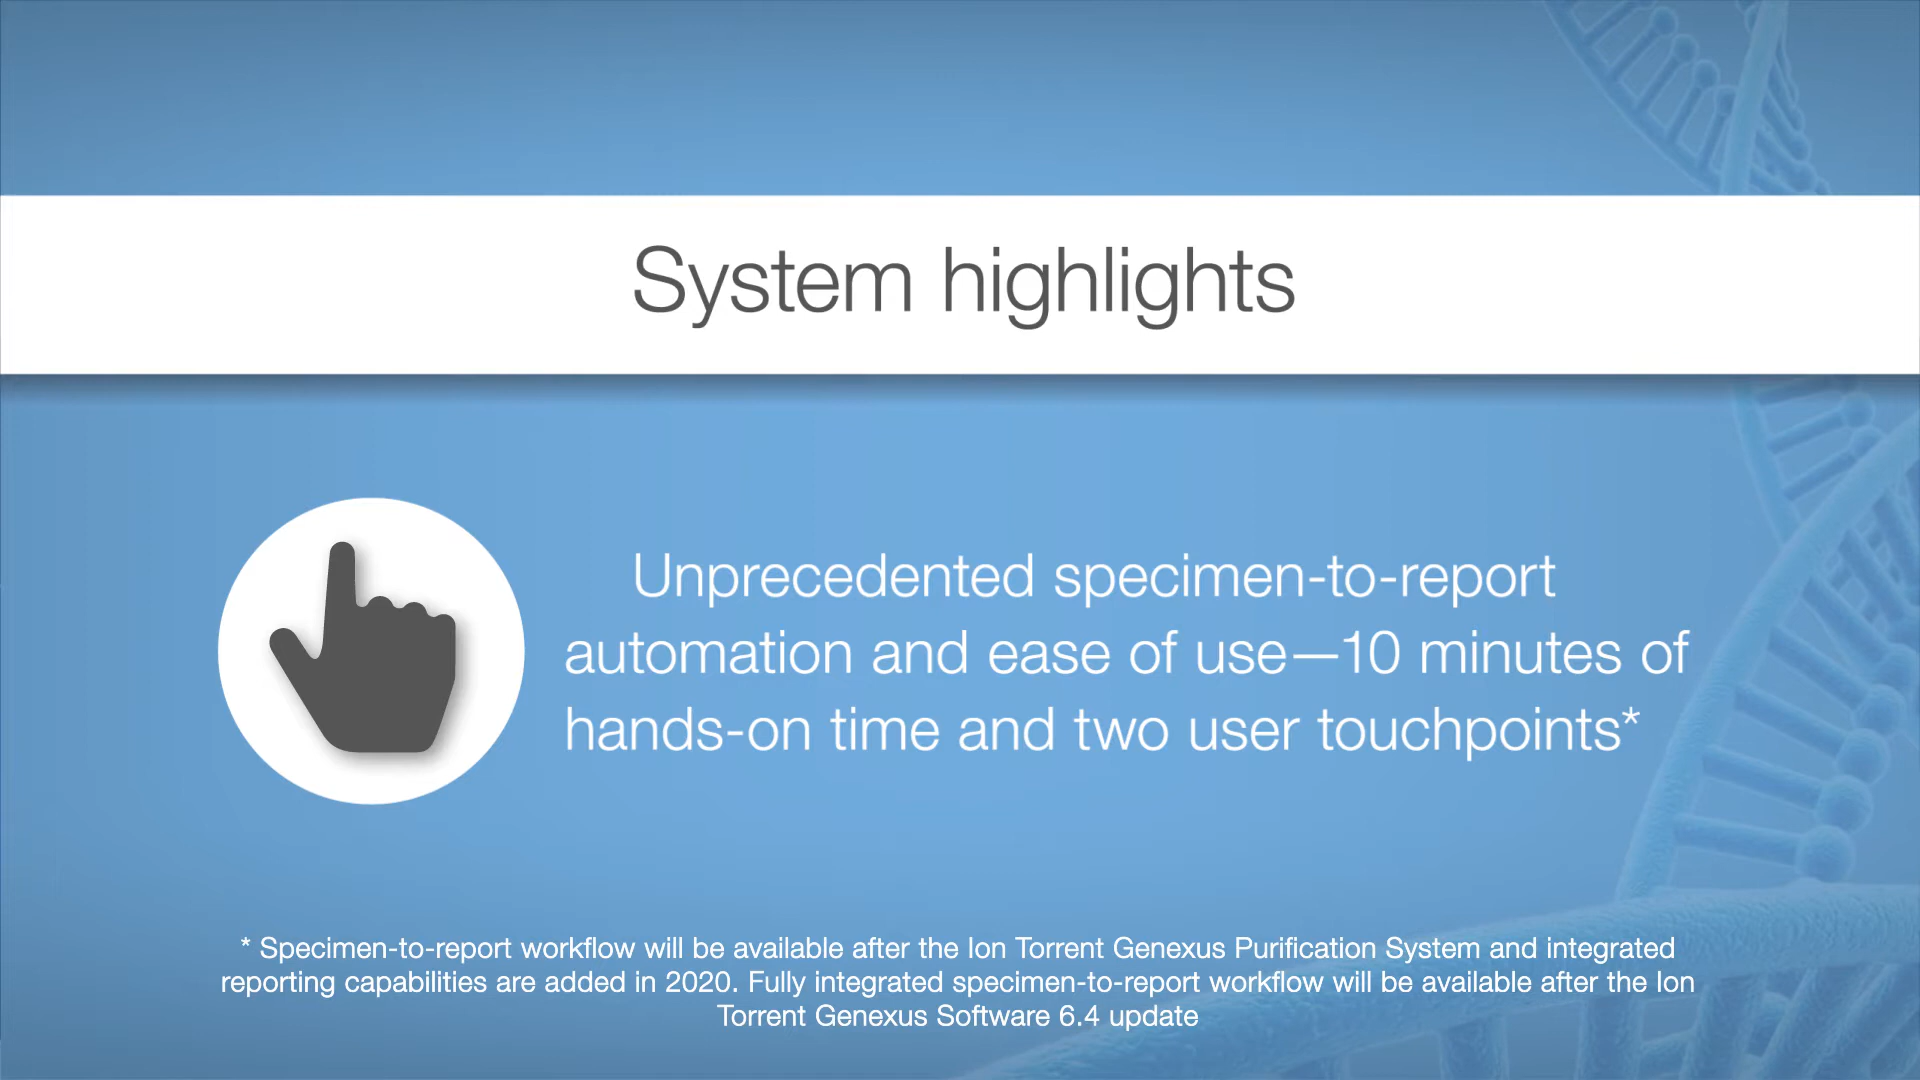 System highlights
Unprecedented specimen-to-report
automation and ease of use—10 minutes of
hands-on time and two user touchpoints*
* Specimen-to-report workflow will be available after the Ion Torrent Genexus Purification System and integrated
reporting capabilities are added in 2020. Fully integrated specimen-to-report workflow will be available after the Ion
Torrent Genexus Software 6.4 update